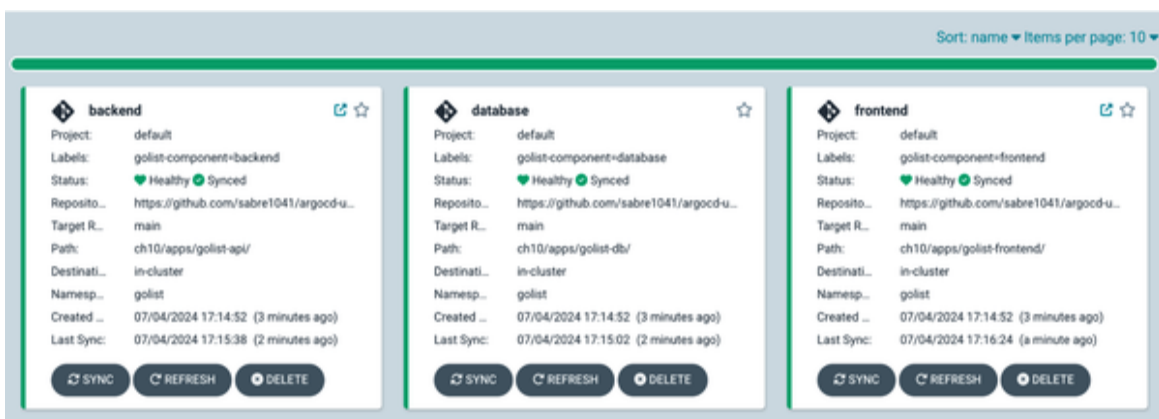 Sort: name Items per page: 10
backend
Project: default
Labels: golist-component=backend
Status: Healthy Synced
Reposito... https://github.com/sabre1041/argocd-u...
Target R... main
Path: ch10/apps/golist-api/
Destinati... in-cluster
Namesp... golist
Created ... 07/04/2024 17:14:52 (3 minutes ago)
Last Sync: 07/04/2024 17:15:38 (2 minutes ago)
SYNC REFRESH DELETE
database
Project: default
Labels: golist-component=database
Status: Healthy Synced
Reposito... https://github.com/sabre1041/argocd-u...
Target R... main
Path: ch10/apps/golist-db/
Destinati... in-cluster
Namesp... golist
Created ... 07/04/2024 17:14:52 (3 minutes ago)
Last Sync: 07/04/2024 17:15:02 (2 minutes ago)
SYNC REFRESH DELETE
frontend
Project: default
Labels: golist-component=frontend
Status: Healthy Synced
Reposito... https://github.com/sabre1041/argocd-u...
Target R... main
Path: ch10/apps/golist-frontend/
Destinati... in-cluster
Namesp... golist
Created ... 07/04/2024 17:14:52 (3 minutes ago)
Last Sync: 07/04/2024 17:16:24 (a minute ago)
SYNC REFRESH DELETE